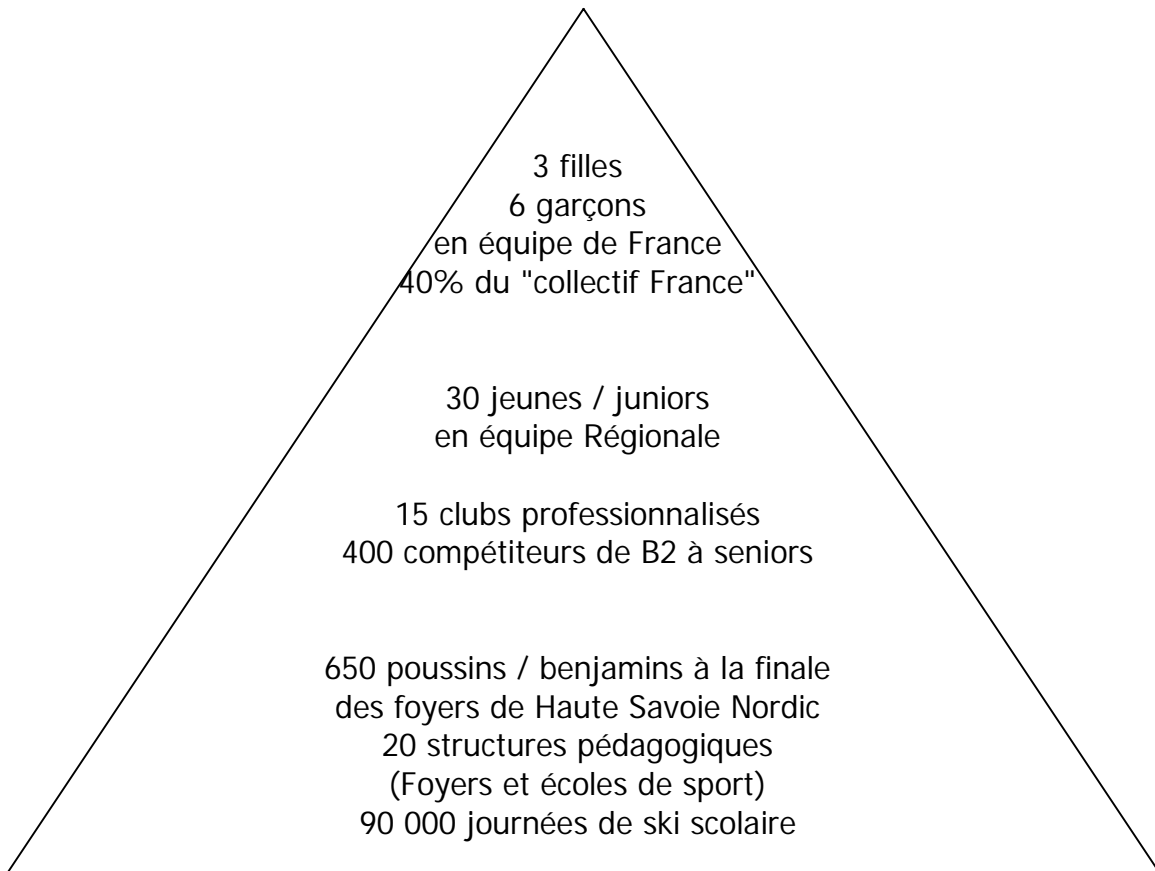 3 filles
6 garçons
en équipe de France
40% du "collectif France"
30 jeunes / juniors
en équipe Régionale
15 clubs professionnalisés
400 compétiteurs de B2 à seniors
650 poussins / benjamins à la finale
des foyers de Haute Savoie Nordic
20 structures pédagogiques
(Foyers et écoles de sport)
90 000 journées de ski scolaire